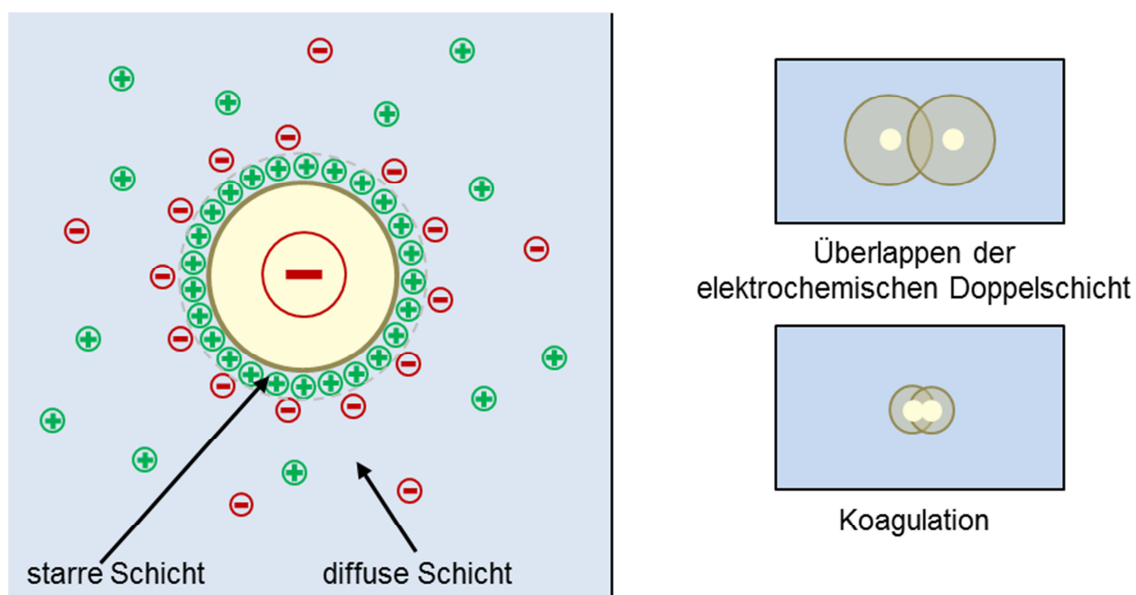 starre Schicht
diffuse Schicht
Überlappen der
elektrochemischen Doppelschicht
Koagulation